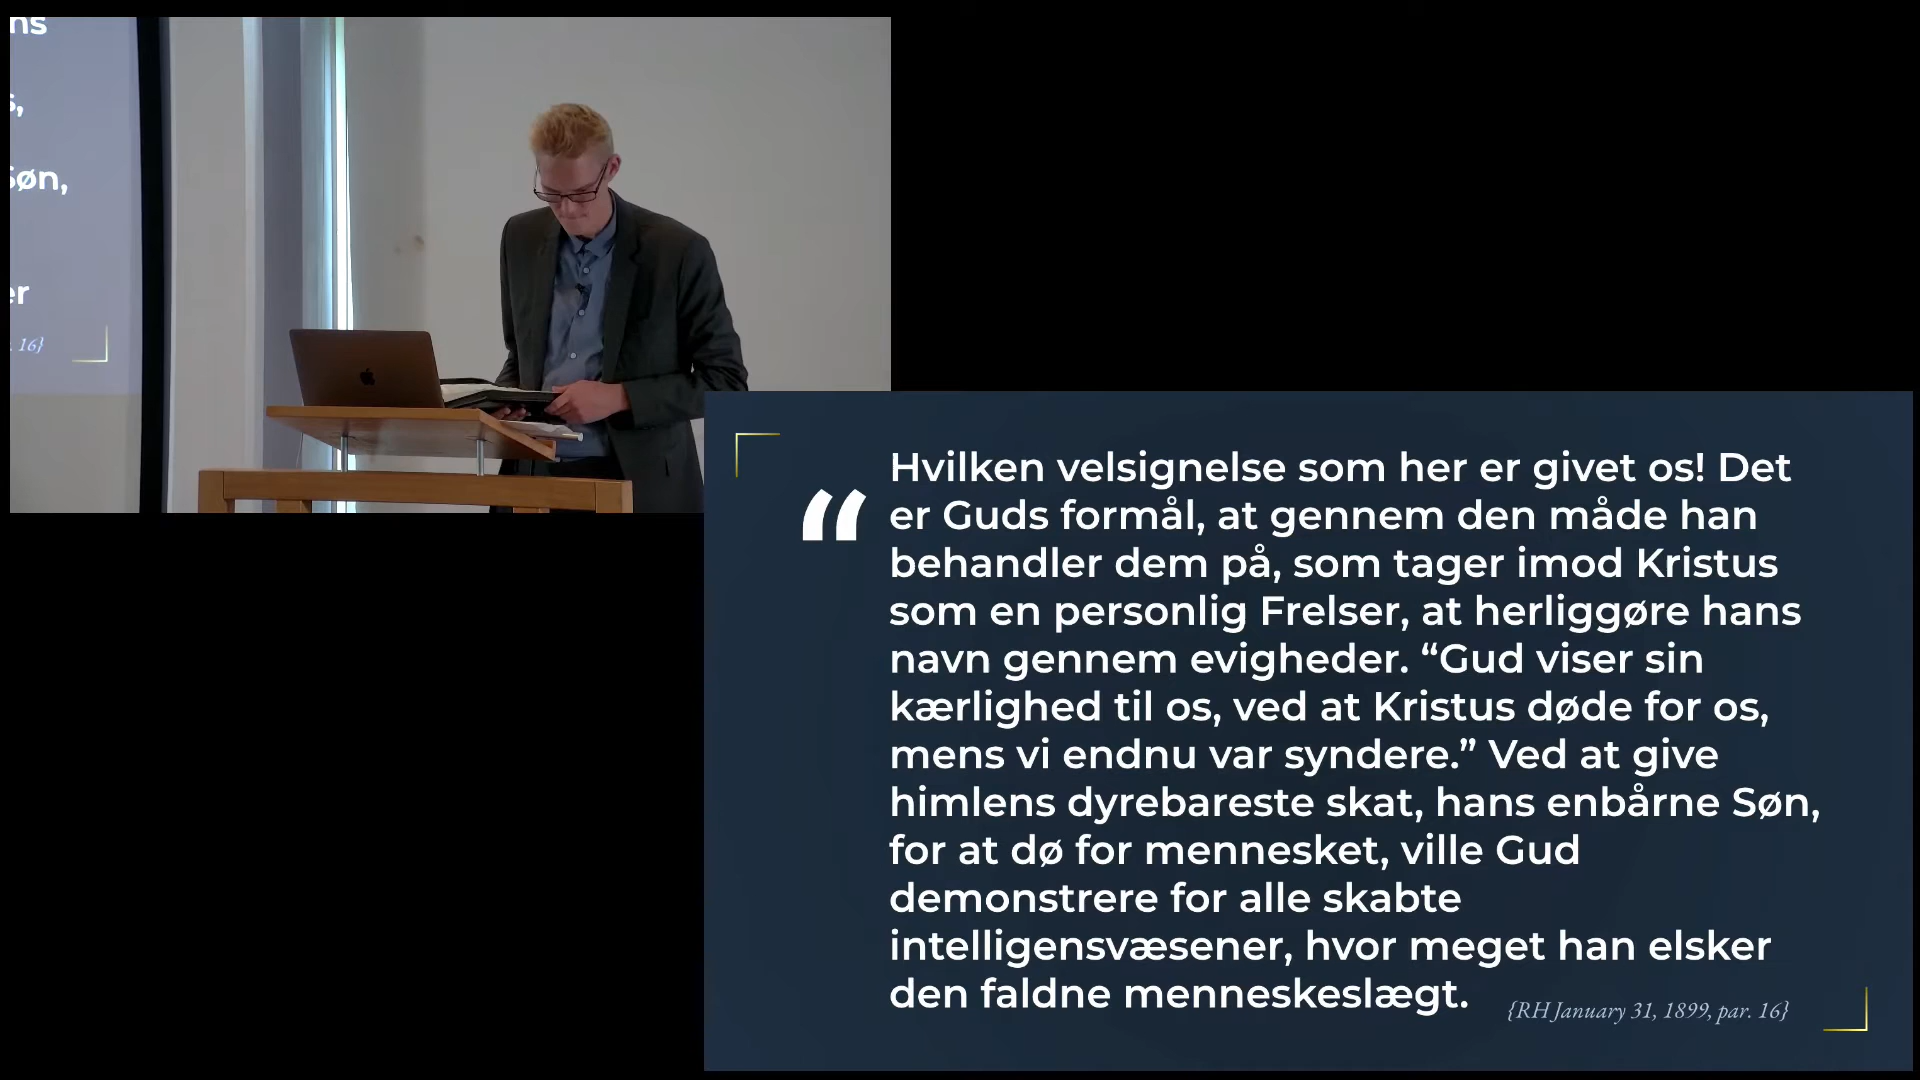 ns
s,
Søn,
er
. 16}
“
Hvilken velsignelse som her er givet os! Det
er Guds formål, at gennem den måde han
behandler dem på, som tager imod Kristus
som en personlig Frelser, at herliggøre hans
navn gennem evigheder. “Gud viser sin
kærlighed til os, ved at Kristus døde for os,
mens vi endnu var syndere.” Ved at give
himlens dyrebareste skat, hans enbårne Søn,
for at dø for mennesket, ville Gud
demonstrere for alle skabte
intelligensvæsener, hvor meget han elsker
den faldne menneskeslægt.
{RH January 31, 1899, par. 16}